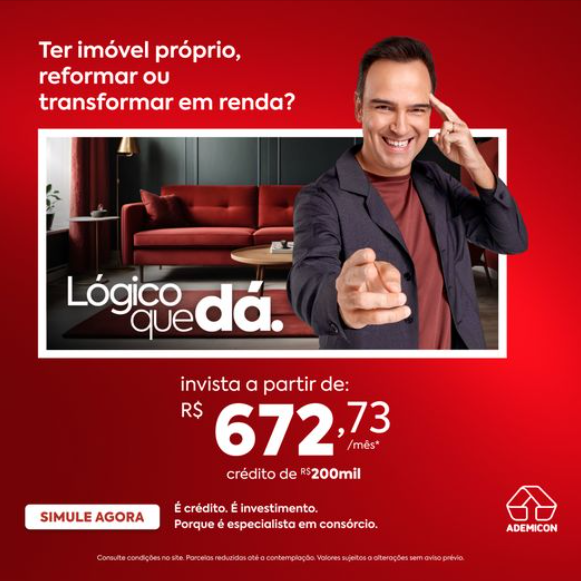 Ter imóvel próprio,
reformar ou
transformar em renda?
Lógico
que dá.
invista a partir de:
R$ 672,73
/mês*
crédito de R$200mil
SIMULE AGORA
É crédito. É investimento.
Porque é especialista em consórcio.
ADEMICON
Consulte condições no site. Parcelas reduzidas até a contemplação. Valores sujeitos a alterações sem aviso prévio.